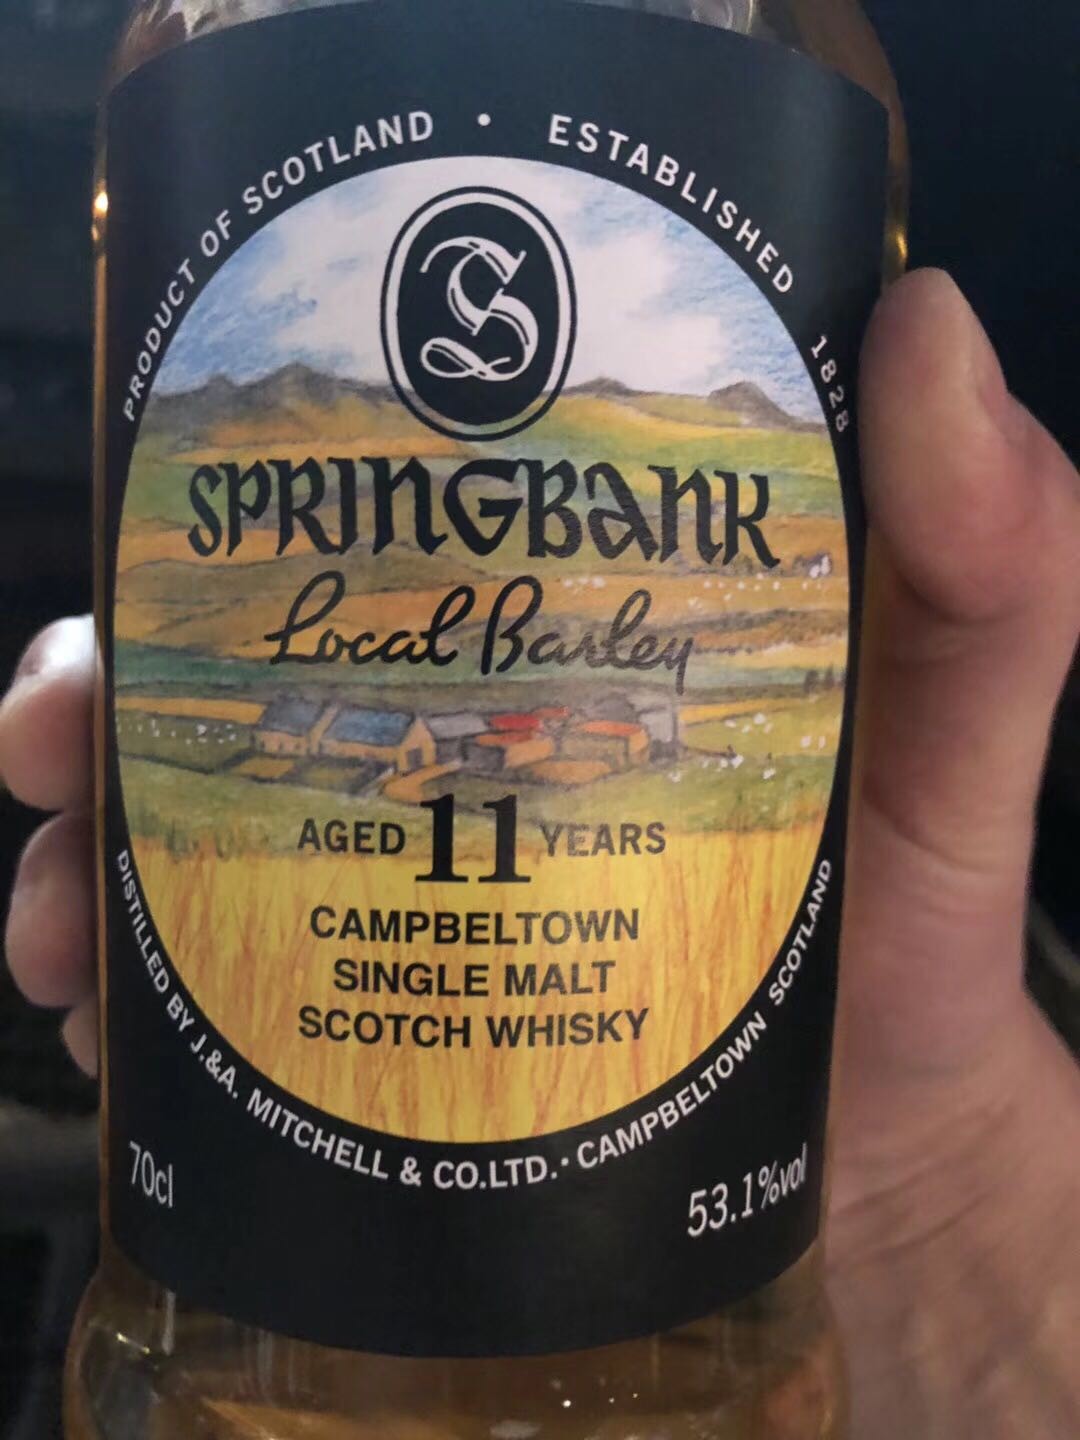 PRODUCT OF SCOTLAND • ESTABLISHED 1828
S
SPRINGBANK
Local Barley
AGED 11 YEARS
CAMPBELTOWN
SINGLE MALT
SCOTCH WHISKY
DISTILLED BY J.&A. MITCHELL & CO.LTD.· CAMPBELTOWN SCOTLAND
70cl
53.1%vol